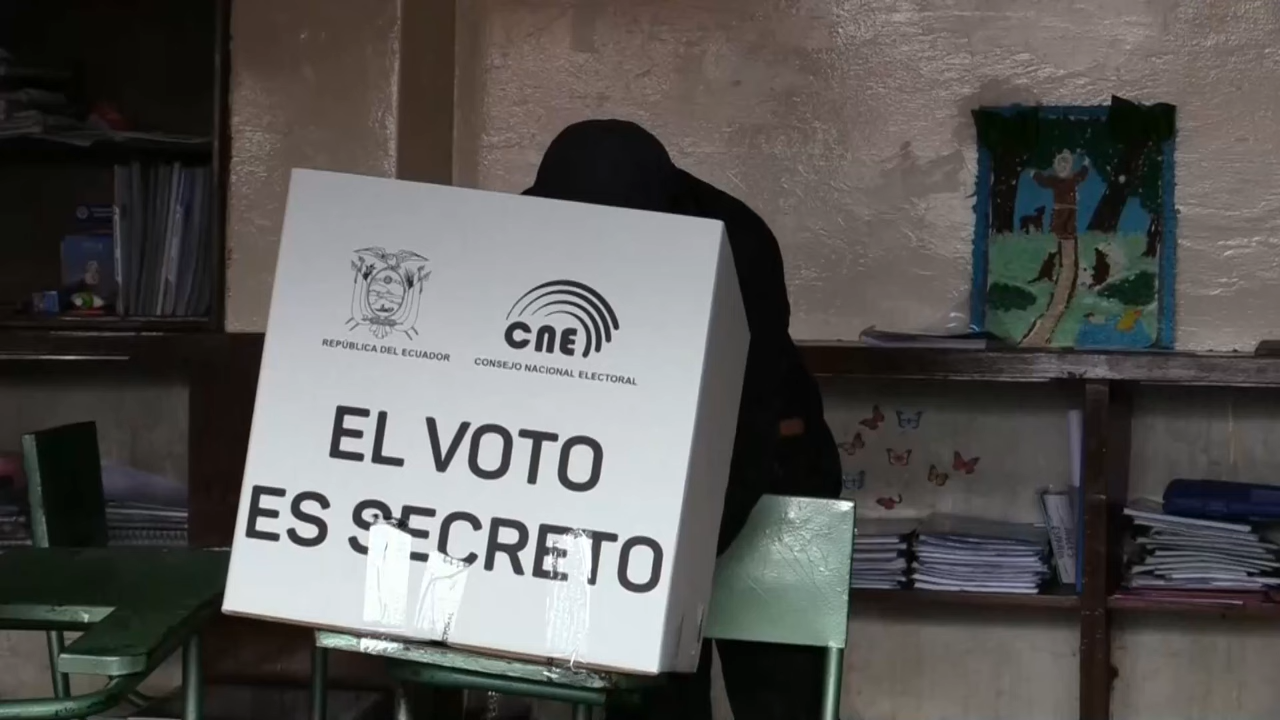 REPÚBLICA DEL ECUADOR
CNE
CONSEJO NACIONAL ELECTORAL
EL VOTO
ES SECRETO